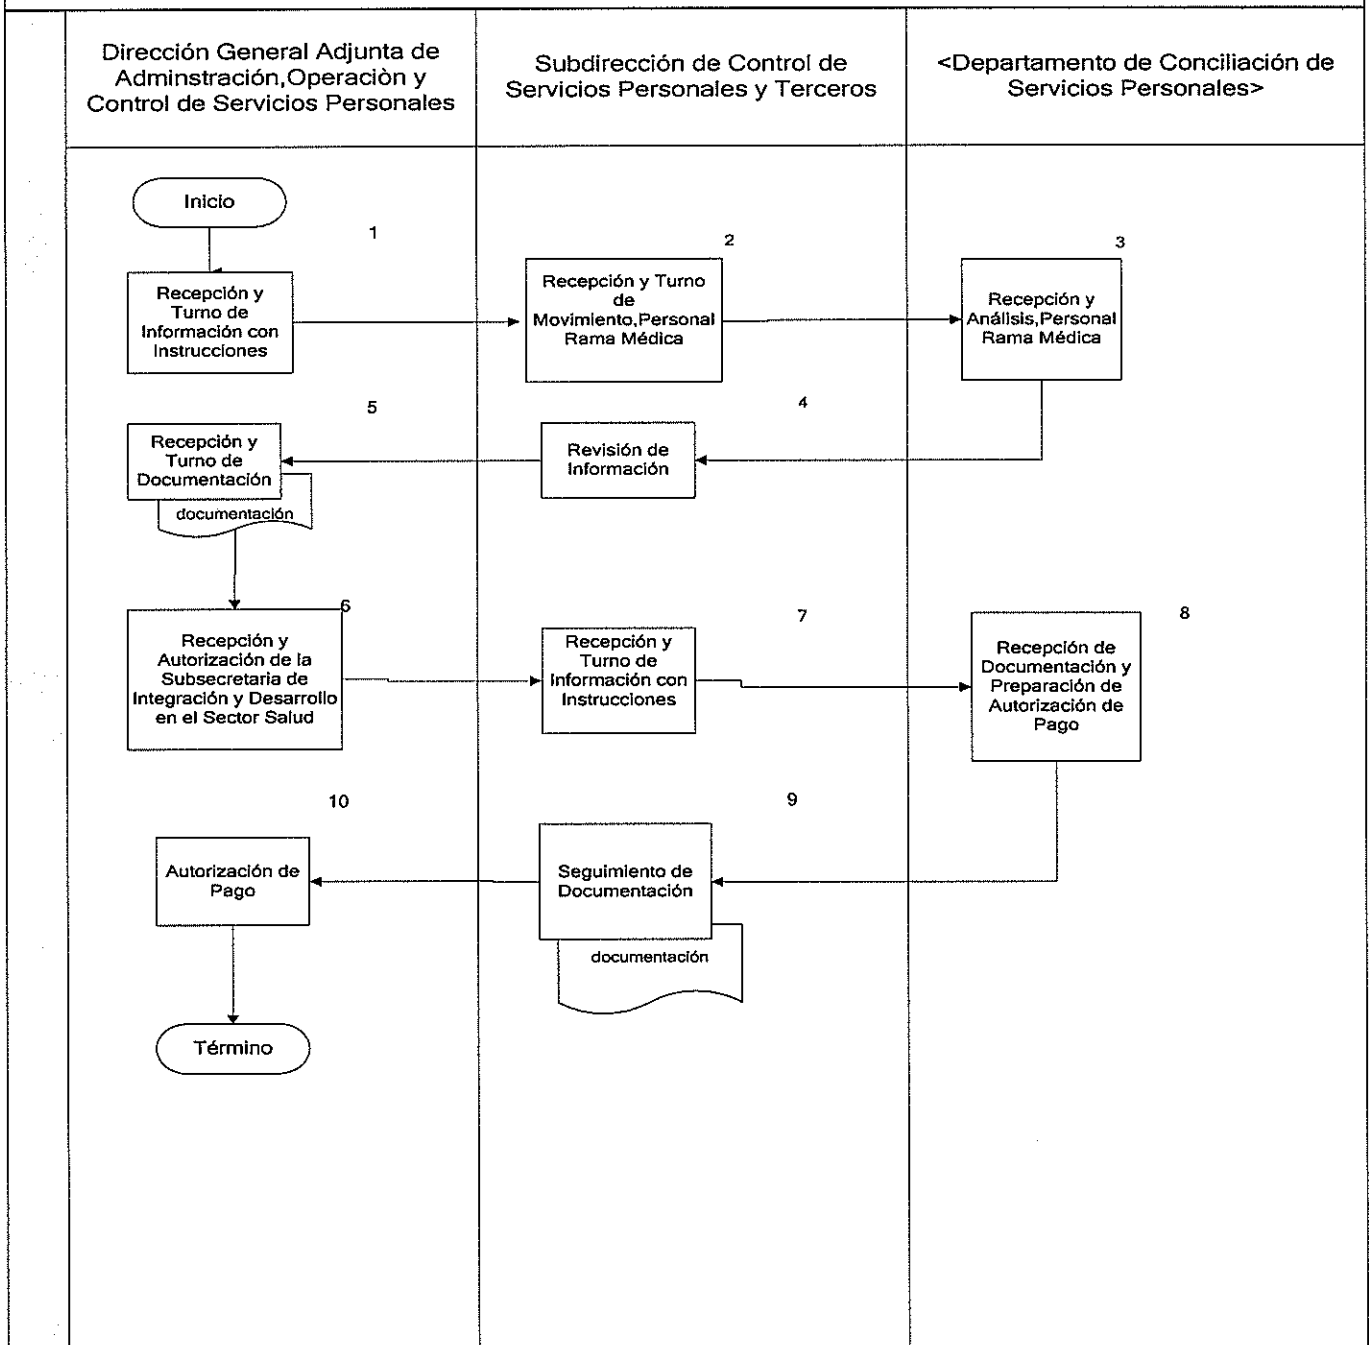 Dirección General Adjunta de
Adminstración,Operaciòn y
Control de Servicios Personales
Subdirección de Control de
Servicios Personales y Terceros
<Departamento de Conciliación de
Servicios Personales>
Inicio
1
Recepción y
Turno de
Información con
Instrucciones
2
Recepción y Turno
de
Movimiento,Personal
Rama Médica
3
Recepción y
Análisis,Personal
Rama Médica
4
Revisión de
Información
5
Recepción y
Turno de
Documentación
documentación
6
Recepción y
Autorización de la
Subsecretaria de
Integración y Desarrollo
en el Sector Salud
7
Recepción y
Turno de
Información con
Instrucciones
8
Recepción de
Documentación y
Preparación de
Autorización de
Pago
9
Seguimiento de
Documentación
documentación
10
Autorización de
Pago
Término